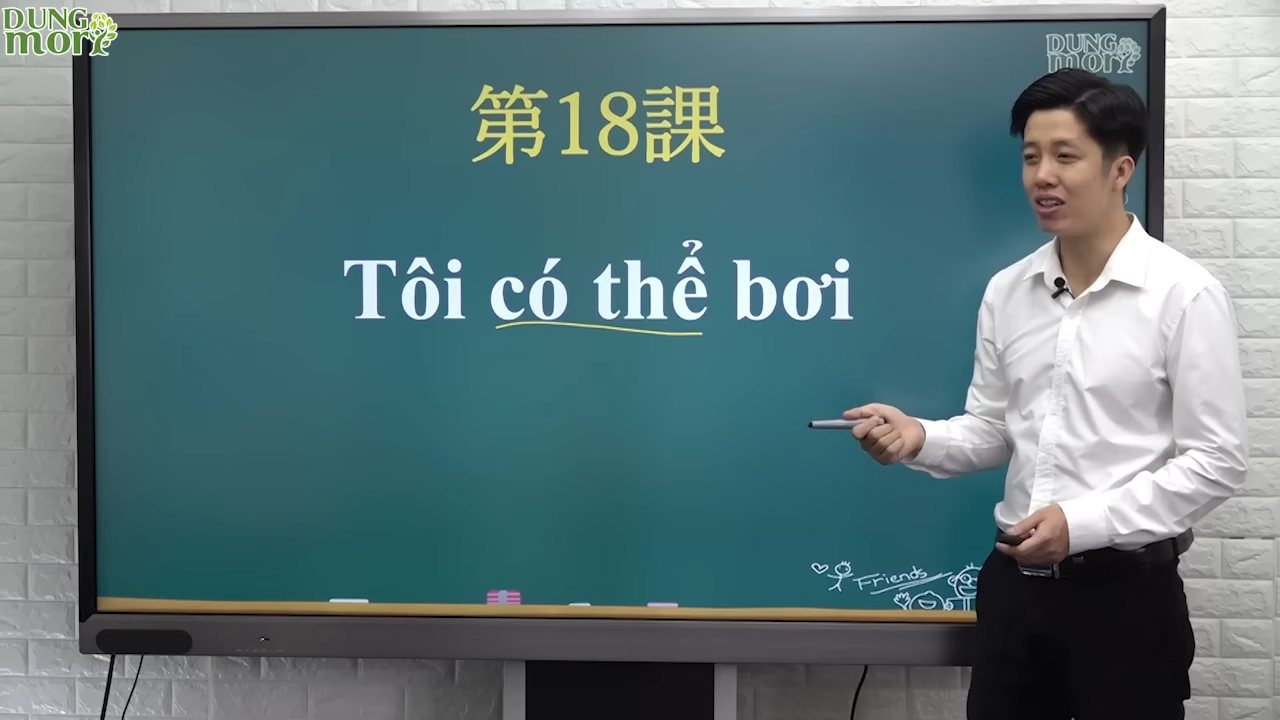 DUNG
mori
DUNG
mori
第18課
Tôi có thể bơi
Friends